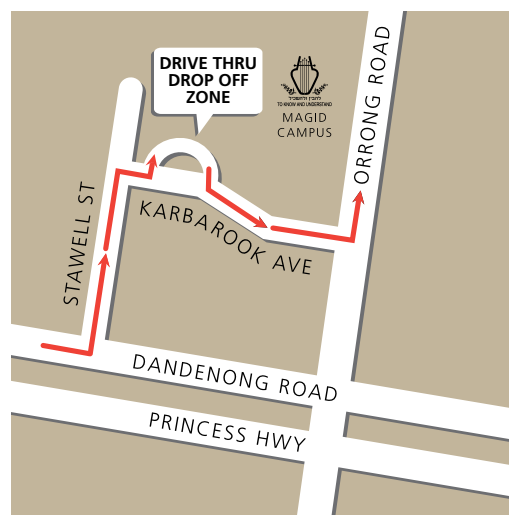 DRIVE THRU
DROP OFF
ZONE
TO KNOW AND UNDERSTAND
MAGID
CAMPUS
ORRONG ROAD
STAWELL ST
KARBAROOK AVE
DANDENONG ROAD
PRINCESS HWY